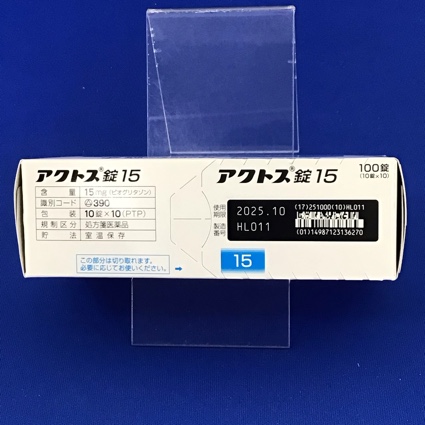 アクトス錠15
含 量 15mg(ピオグリタゾン)
識別コード 390
包 装 10錠×10(PTP)
規制区分 処方箋医薬品
貯 法 室温保存
この部分は切り取れます。
必要に応じてお使いください。
→
アクトス錠15
100錠
(10錠×10)
使用期限 2025.10
製造番号 HL011
(17)251000(10)HL011
(01)14987123136270
15